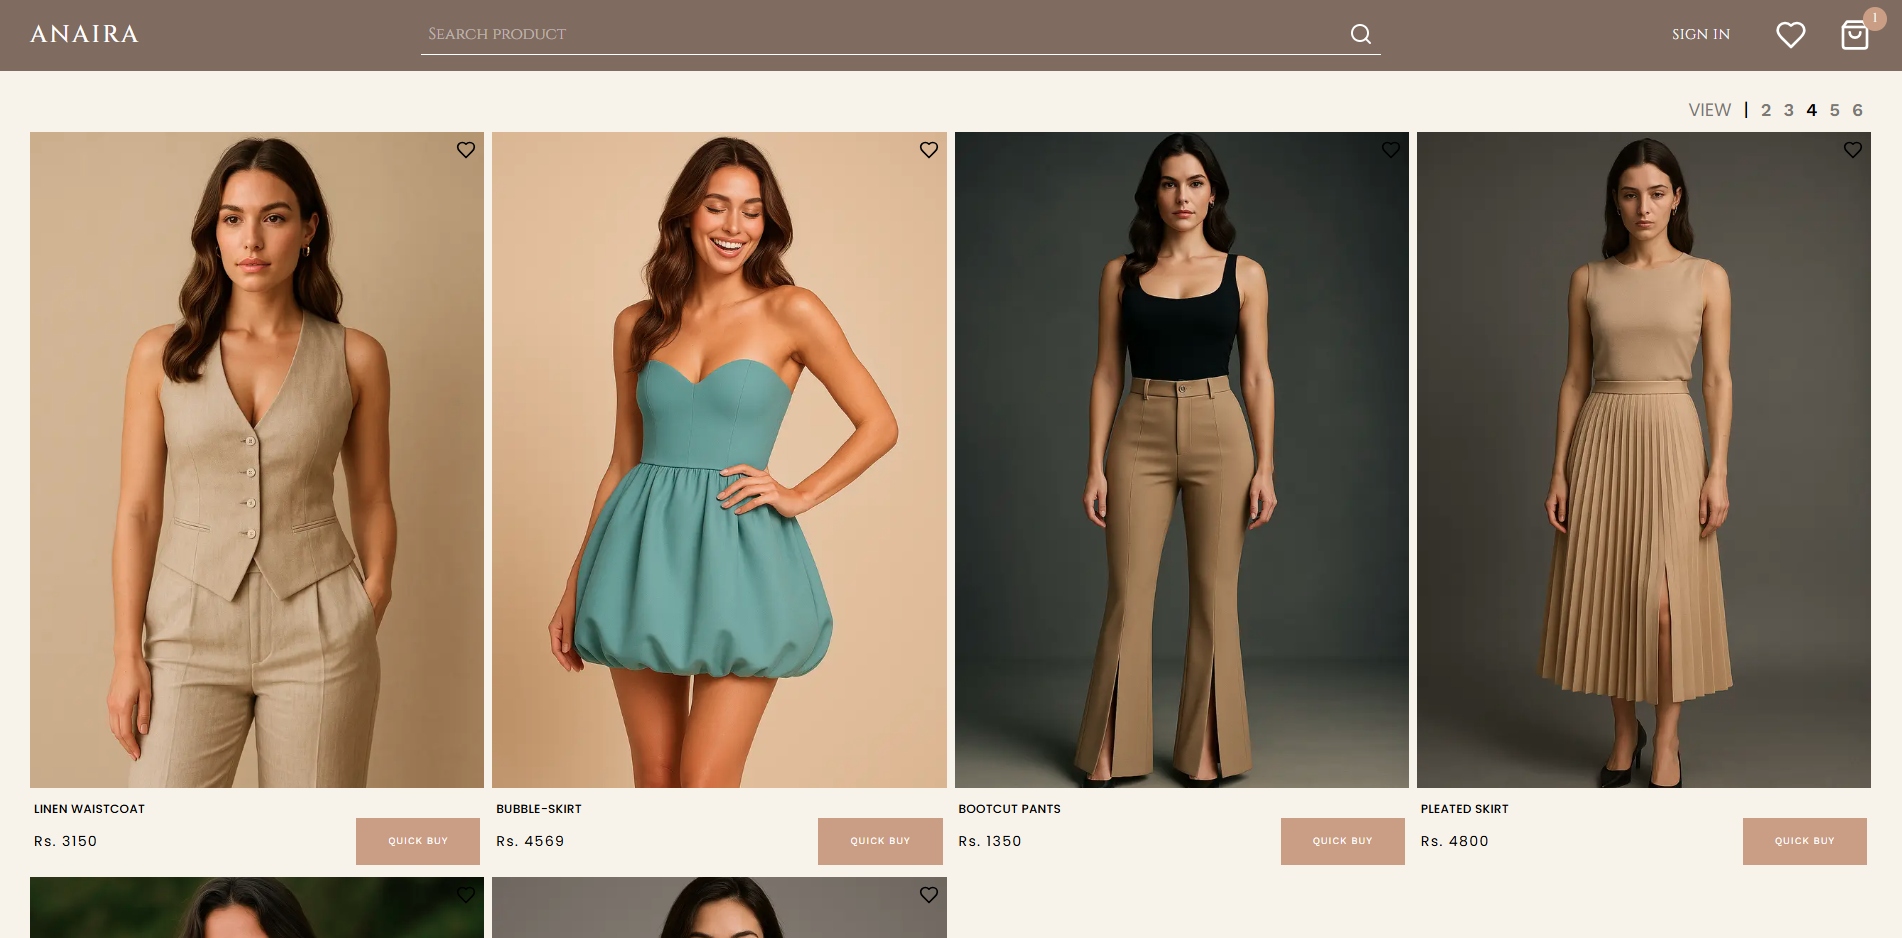 ANAIRA
Search product
SIGN IN
1
VIEW | 2 3 4 5 6
LINEN WAISTCOAT
Rs. 3150
QUICK BUY
BUBBLE-SKIRT
Rs. 4569
QUICK BUY
BOOTCUT PANTS
Rs. 1350
QUICK BUY
PLEATED SKIRT
Rs. 4800
QUICK BUY